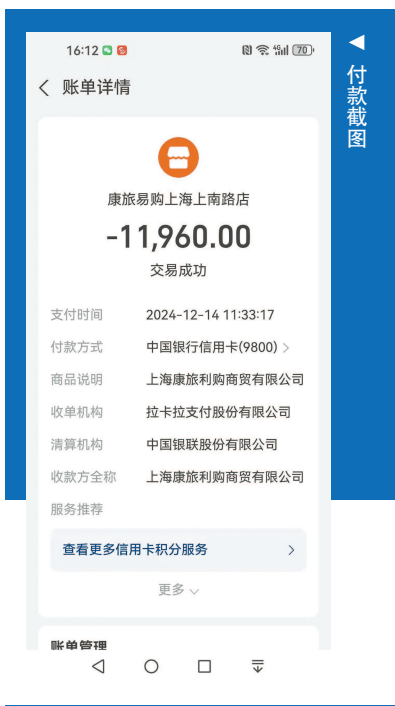 16:12
70
账单详情
康旅易购上海上南路店
-11,960.00
交易成功
支付时间 2024-12-14 11:33:17
付款方式 中国银行信用卡(9800)
商品说明 上海康旅利购商贸有限公司
收单机构 拉卡拉支付股份有限公司
清算机构 中国银联股份有限公司
收款方全称 上海康旅利购商贸有限公司
服务推荐
查看更多信用卡积分服务
更多
账单管理
付款截图